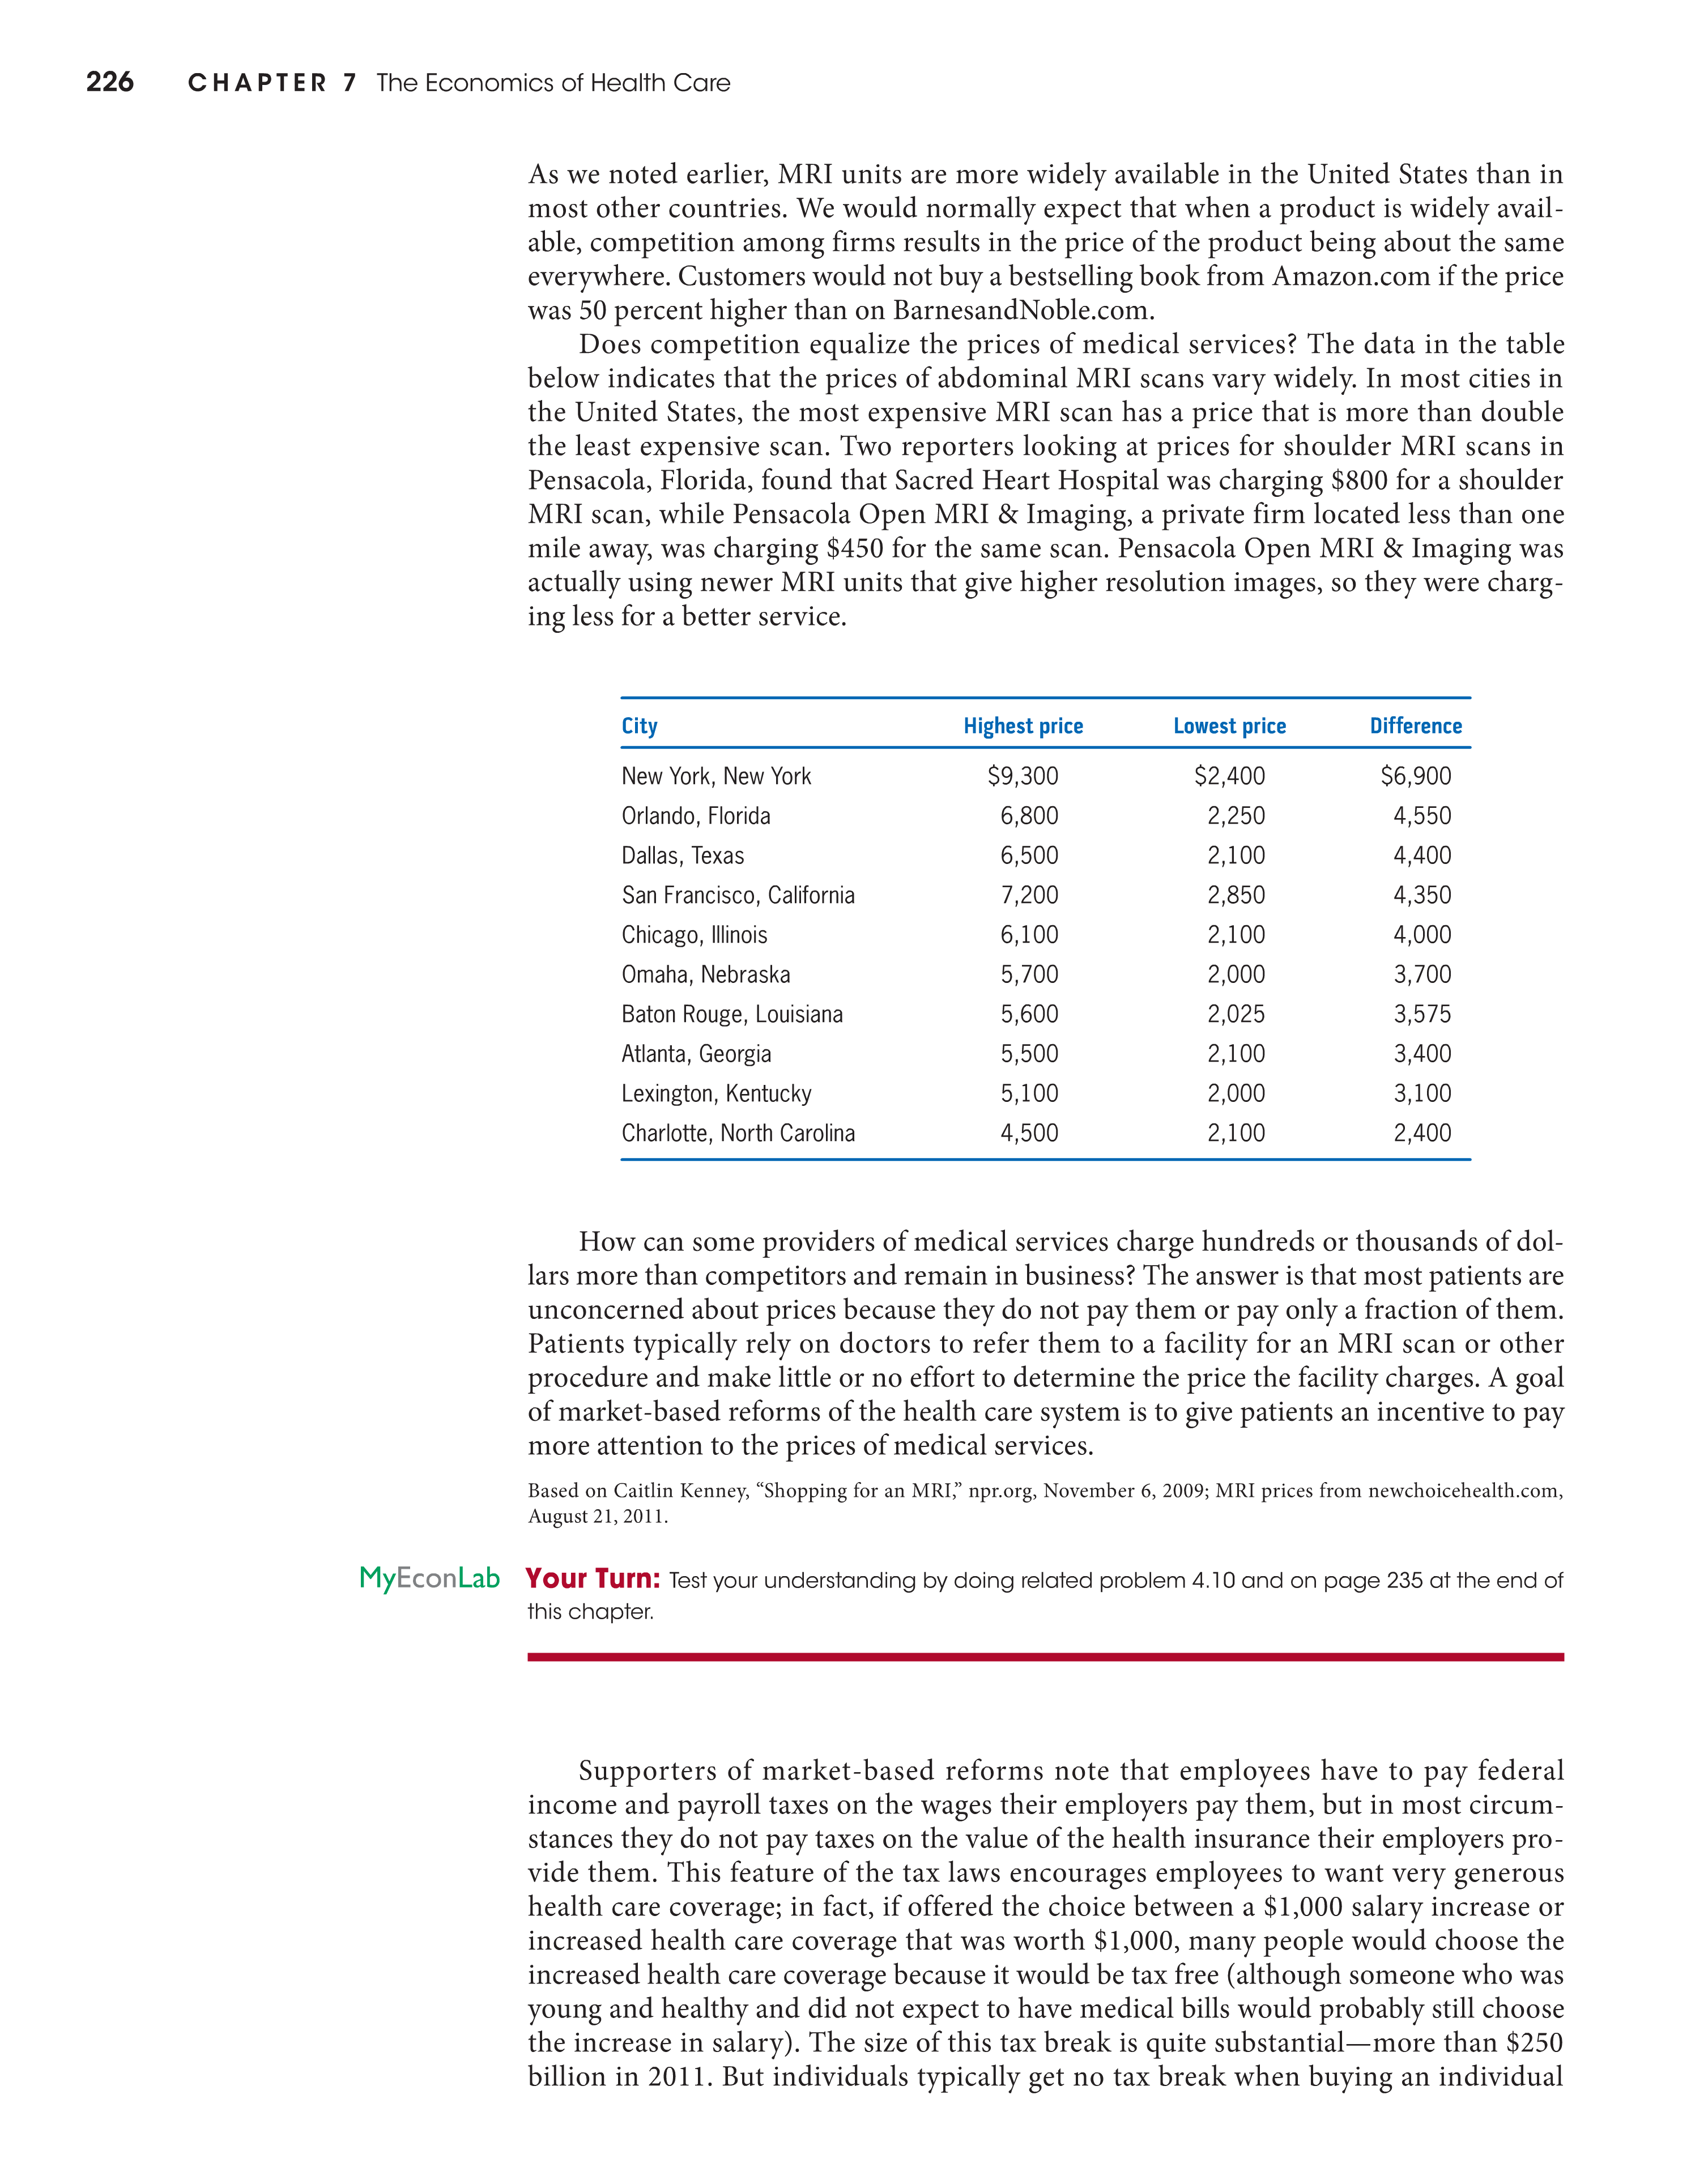 226 CHAPTER 7 The Economics of Health Care
As we noted earlier, MRI units are more widely available in the United States than in
most other countries. We would normally expect that when a product is widely avail-
able, competition among firms results in the price of the product being about the same
everywhere. Customers would not buy a bestselling book from Amazon.com if the price
was 50 percent higher than on BarnesandNoble.com.
Does competition equalize the prices of medical services? The data in the table
below indicates that the prices of abdominal MRI scans vary widely. In most cities in
the United States, the most expensive MRI scan has a price that is more than double
the least expensive scan. Two reporters looking at prices for shoulder MRI scans in
Pensacola, Florida, found that Sacred Heart Hospital was charging $800 for a shoulder
MRI scan, while Pensacola Open MRI & Imaging, a private firm located less than one
mile away, was charging $450 for the same scan. Pensacola Open MRI & Imaging was
actually using newer MRI units that give higher resolution images, so they were charg-
ing less for a better service.
City Highest price Lowest price Difference
New York, New York $9,300 $2,400 $6,900
Orlando, Florida 6,800 2,250 4,550
Dallas, Texas 6,500 2,100 4,400
San Francisco, California 7,200 2,850 4,350
Chicago, Illinois 6,100 2,100 4,000
Omaha, Nebraska 5,700 2,000 3,700
Baton Rouge, Louisiana 5,600 2,025 3,575
Atlanta, Georgia 5,500 2,100 3,400
Lexington, Kentucky 5,100 2,000 3,100
Charlotte, North Carolina 4,500 2,100 2,400
How can some providers of medical services charge hundreds or thousands of dol-
lars more than competitors and remain in business? The answer is that most patients are
unconcerned about prices because they do not pay them or pay only a fraction of them.
Patients typically rely on doctors to refer them to a facility for an MRI scan or other
procedure and make little or no effort to determine the price the facility charges. A goal
of market-based reforms of the health care system is to give patients an incentive to pay
more attention to the prices of medical services.
Based on Caitlin Kenney, “Shopping for an MRI,” npr.org, November 6, 2009; MRI prices from newchoicehealth.com,
August 21, 2011.
MyEconLab Your Turn: Test your understanding by doing related problem 4.10 and on page 235 at the end of
this chapter.
Supporters of market-based reforms note that employees have to pay federal
income and payroll taxes on the wages their employers pay them, but in most circum-
stances they do not pay taxes on the value of the health insurance their employers pro-
vide them. This feature of the tax laws encourages employees to want very generous
health care coverage; in fact, if offered the choice between a $1,000 salary increase or
increased health care coverage that was worth $1,000, many people would choose the
increased health care coverage because it would be tax free (although someone who was
young and healthy and did not expect to have medical bills would probably still choose
the increase in salary). The size of this tax break is quite substantial—more than $250
billion in 2011. But individuals typically get no tax break when buying an individual